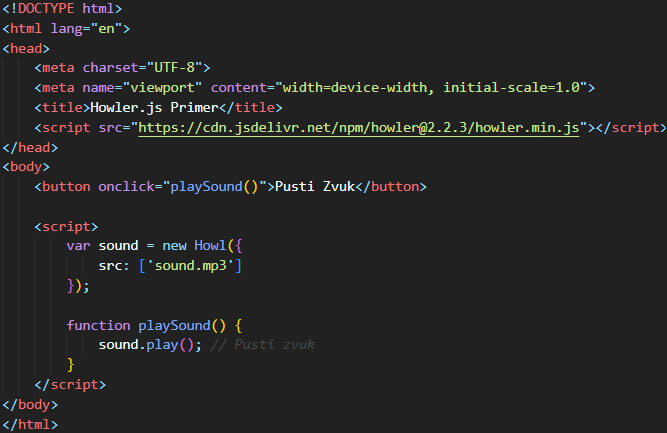 <!DOCTYPE html>
<html lang="en">
<head>
    <meta charset="UTF-8">
    <meta name="viewport" content="width=device-width, initial-scale=1.0">
    <title>Howler.js Primer</title>
    <script src="https://cdn.jsdelivr.net/npm/howler@2.2.3/howler.min.js"></script>
</head>
<body>
    <button onclick="playSound()">Pusti Zvuk</button>

    <script>
        var sound = new Howl({
            src: ['sound.mp3']
        });

        function playSound() {
            sound.play(); // Pusti zvuk
        }
    </script>
</body>
</html>